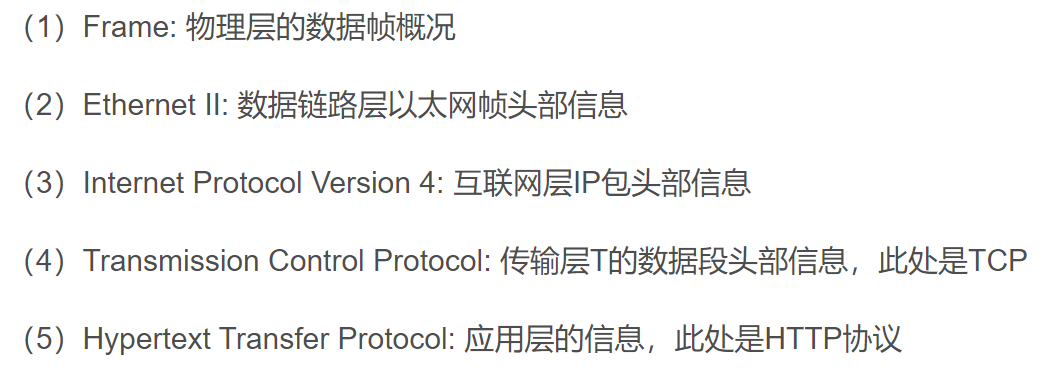 （1）Frame: 物理层的数据帧概况
（2）Ethernet II: 数据链路层以太网帧头部信息
（3）Internet Protocol Version 4: 互联网层IP包头部信息
（4）Transmission Control Protocol: 传输层T的数据段头部信息，此处是TCP
（5）Hypertext Transfer Protocol: 应用层的信息，此处是HTTP协议